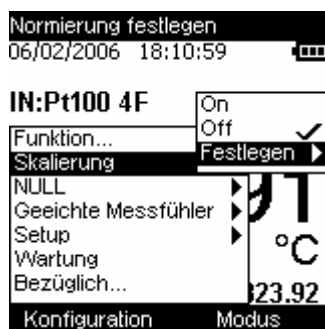 Normierung festlegen
06/02/2006 18:10:59
IN:Pt100 4F
On
Off
Festlegen
Funktion...
Skalierung
NULL
Geeichte Messfühler
Setup
Wartung
Bezüglich...
°C
323.92
Konfiguration Modus